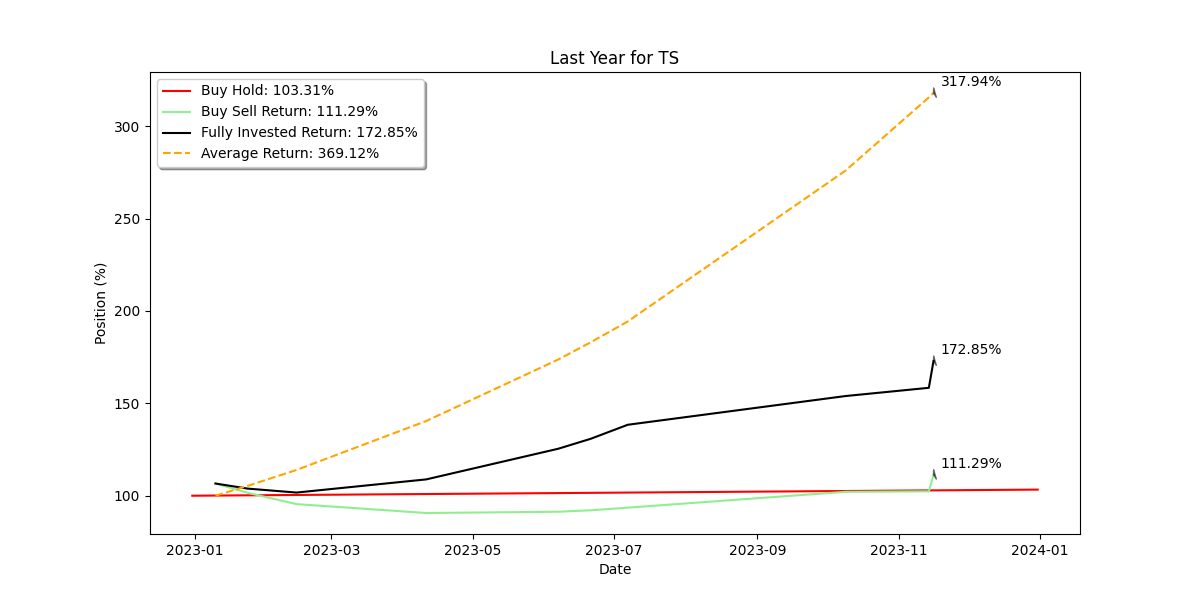 Last Year for TS
Buy Hold: 103.31%
Buy Sell Return: 111.29%
Fully Invested Return: 172.85%
Average Return: 369.12%
317.94%
172.85%
111.29%
Position (%)
300
250
200
150
100
2023-01 2023-03 2023-05 2023-07 2023-09 2023-11 2024-01
Date